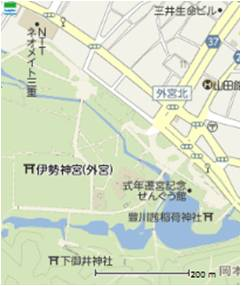 三井生命ビル
NTT
ネオメイト三重
37
外宮北
山田館
伊勢神宮(外宮)
式年遷宮記念
せんぐう館
豊川茜稲荷神社
下御井神社
岡本
200 m